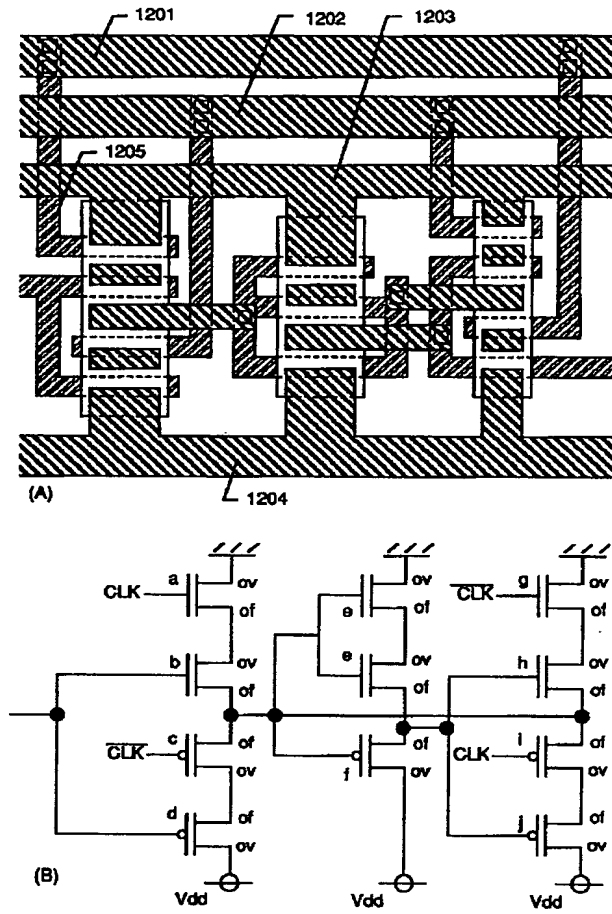 1201
1202
1203
1205
(A)
1204
a
ov
CLK
of
b
ov
of
c
of
CLK
ov
d
of
ov
Vdd
e
ov
of
e
ov
of
of
f
ov
Vdd
g
ov
CLK
of
h
ov
of
i
of
CLK
ov
j
of
ov
Vdd
(B)